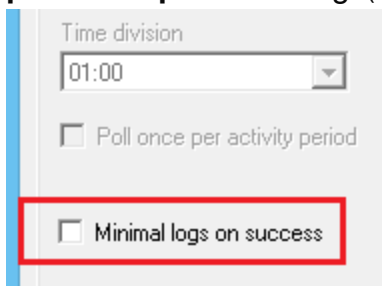 Time division
01:00
Poll once per activity period
Minimal logs on success